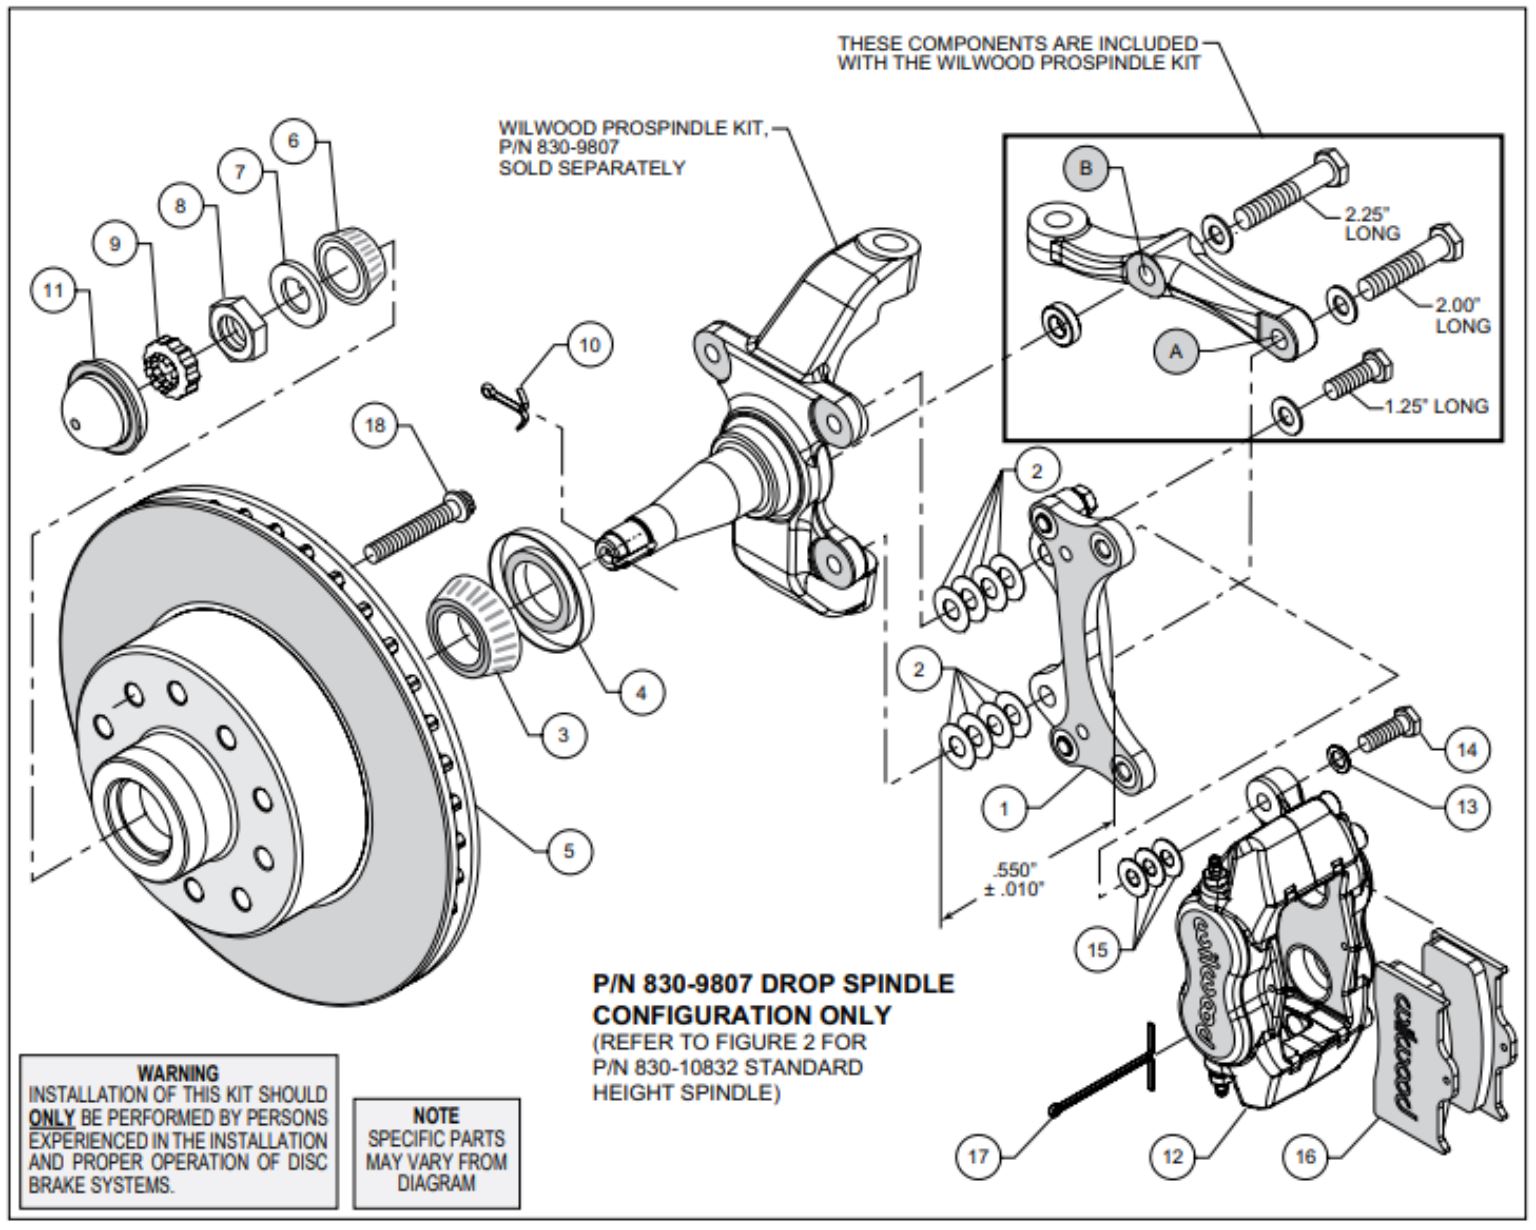 THESE COMPONENTS ARE INCLUDED
WITH THE WILWOOD PROSPINDLE KIT
WILWOOD PROSPINDLE KIT,
P/N 830-9807
SOLD SEPARATELY
6
7
8
9
11
B
2.25"
LONG
2.00"
LONG
A
1.25" LONG
10
18
2
4
3
2
5
1
14
13
.550"
± .010"
15
wilwood
wilwood
P/N 830-9807 DROP SPINDLE
CONFIGURATION ONLY
(REFER TO FIGURE 2 FOR
P/N 830-10832 STANDARD
HEIGHT SPINDLE)
17
12
16
WARNING
INSTALLATION OF THIS KIT SHOULD
ONLY BE PERFORMED BY PERSONS
EXPERIENCED IN THE INSTALLATION
AND PROPER OPERATION OF DISC
BRAKE SYSTEMS.
NOTE
SPECIFIC PARTS
MAY VARY FROM
DIAGRAM